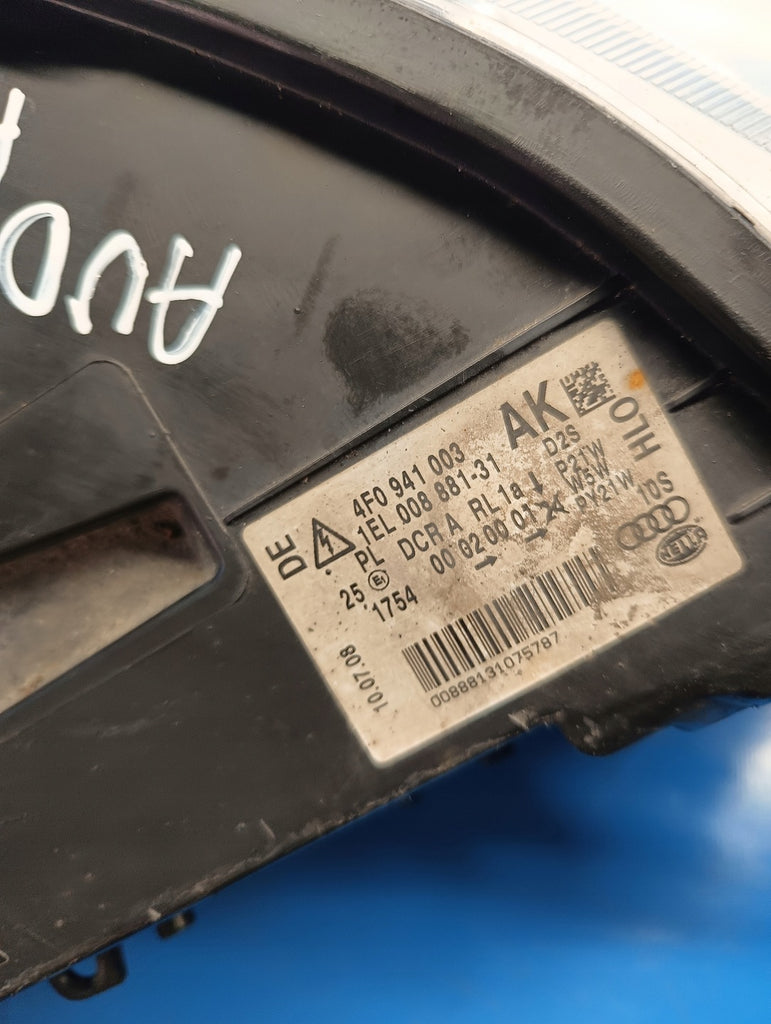 AUD
DE
4F0 941 003
AK
1EL 008 881-31
D2S
HLO
PL DCR A RL 1a
P21W
W5W
PY21W
10S
25 E1
00 02 00 01
1754
HELLA
10.07.08
00888131075787